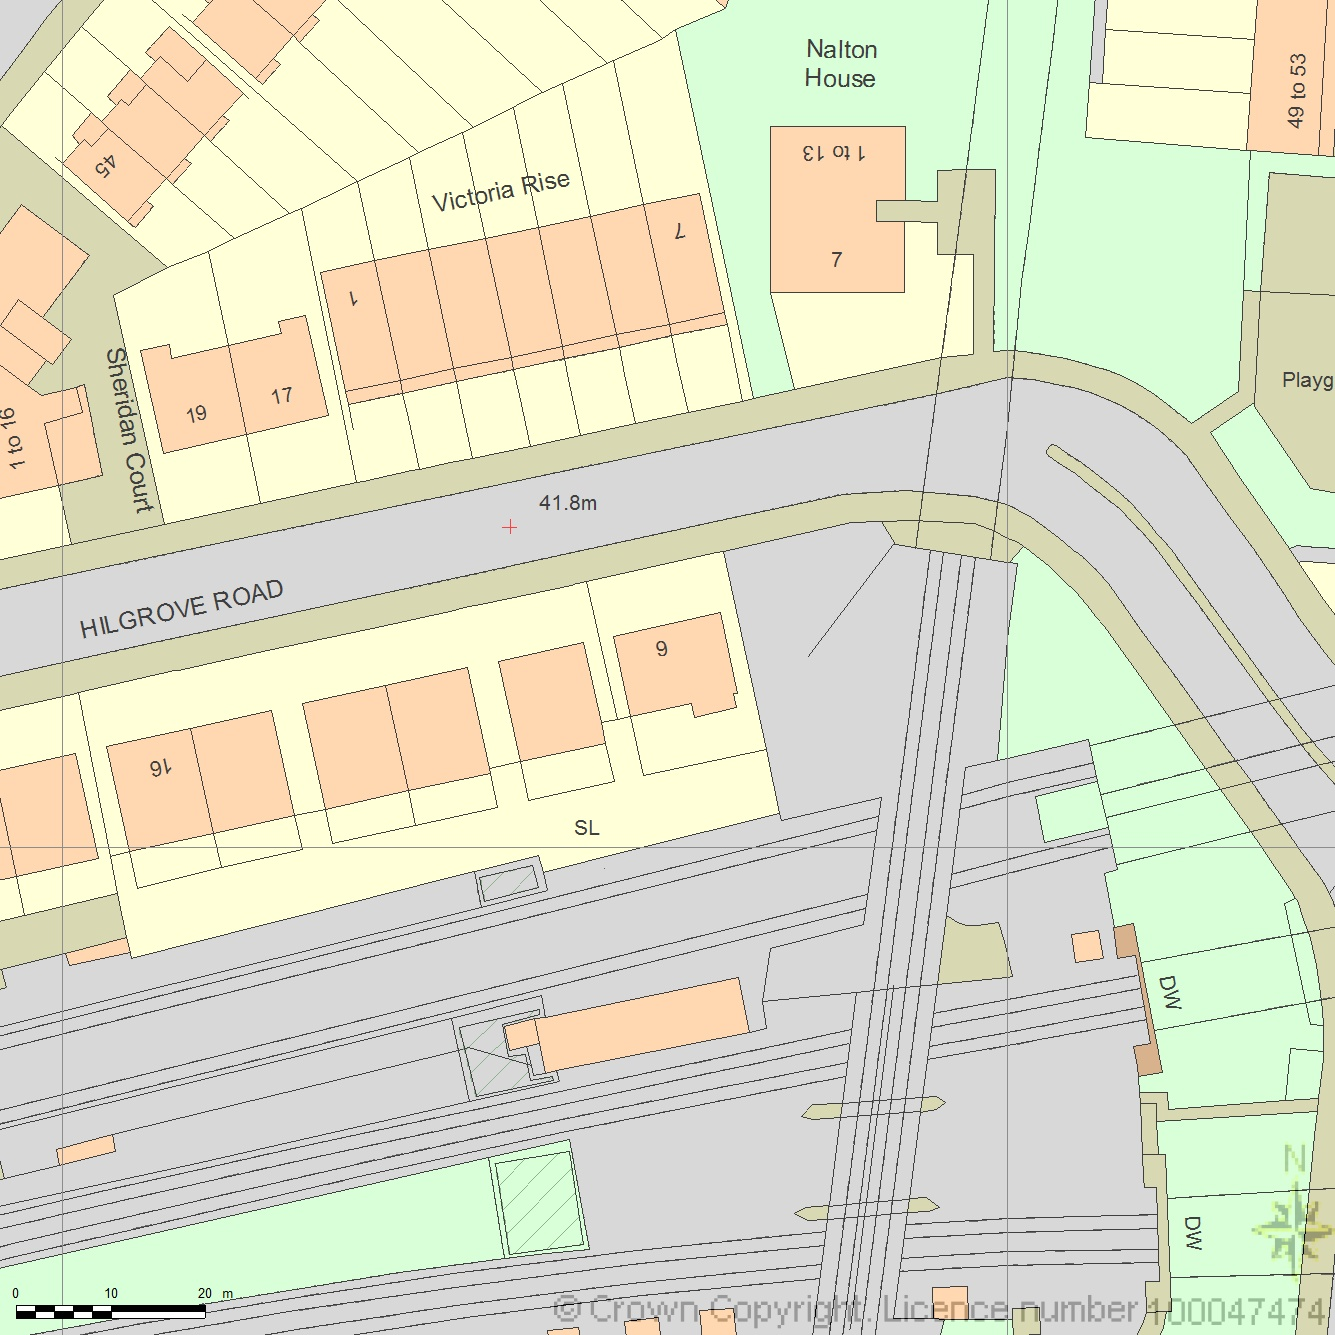 Nalton
House
49 to 53
1 to 13
45
Victoria Rise
7
7
1
Sheridan Court
Playg
17
19
1 to 16
41.8m
HILGROVE ROAD
9
16
SL
DW
N
DW
0 10 20 m
© Crown Copyright. Licence number 100047474